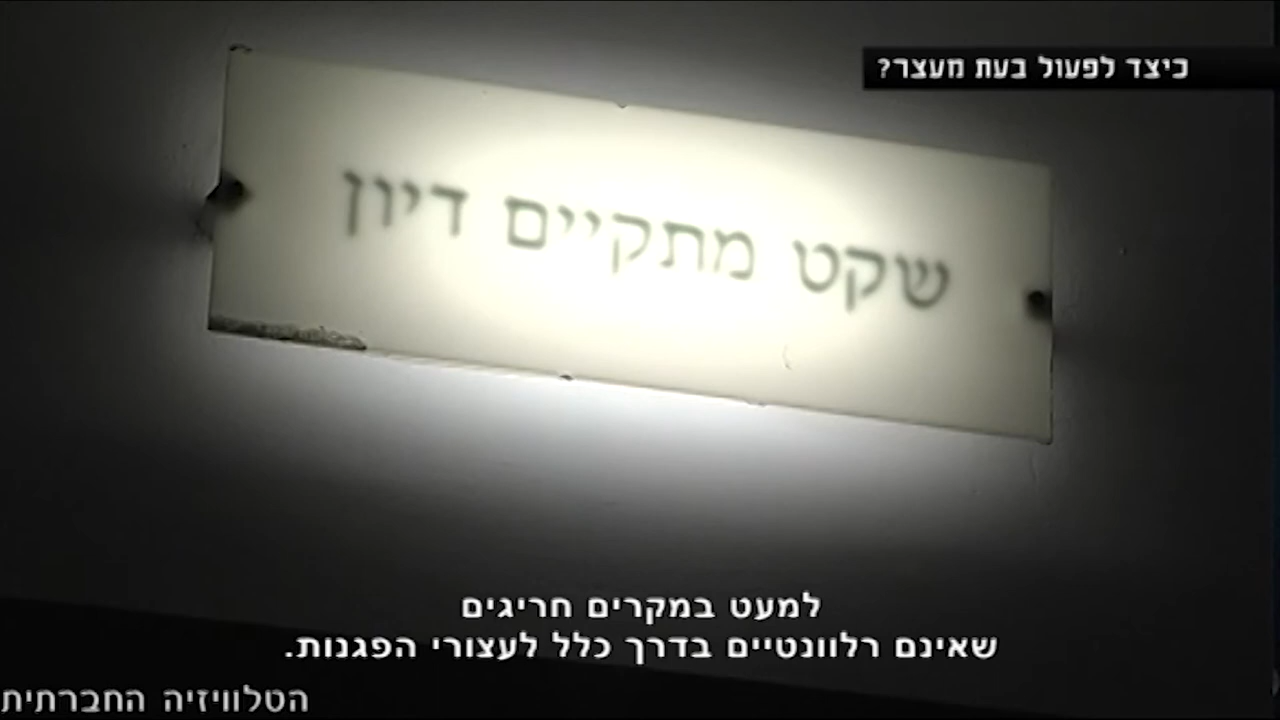 כיצד לפעול בעת מעצר?
שקט מתקיים דיון
למעט במקרים חריגים
שאינם רלוונטיים בדרך כלל לעצורי הפגנות.
הטלוויזיה החברתית